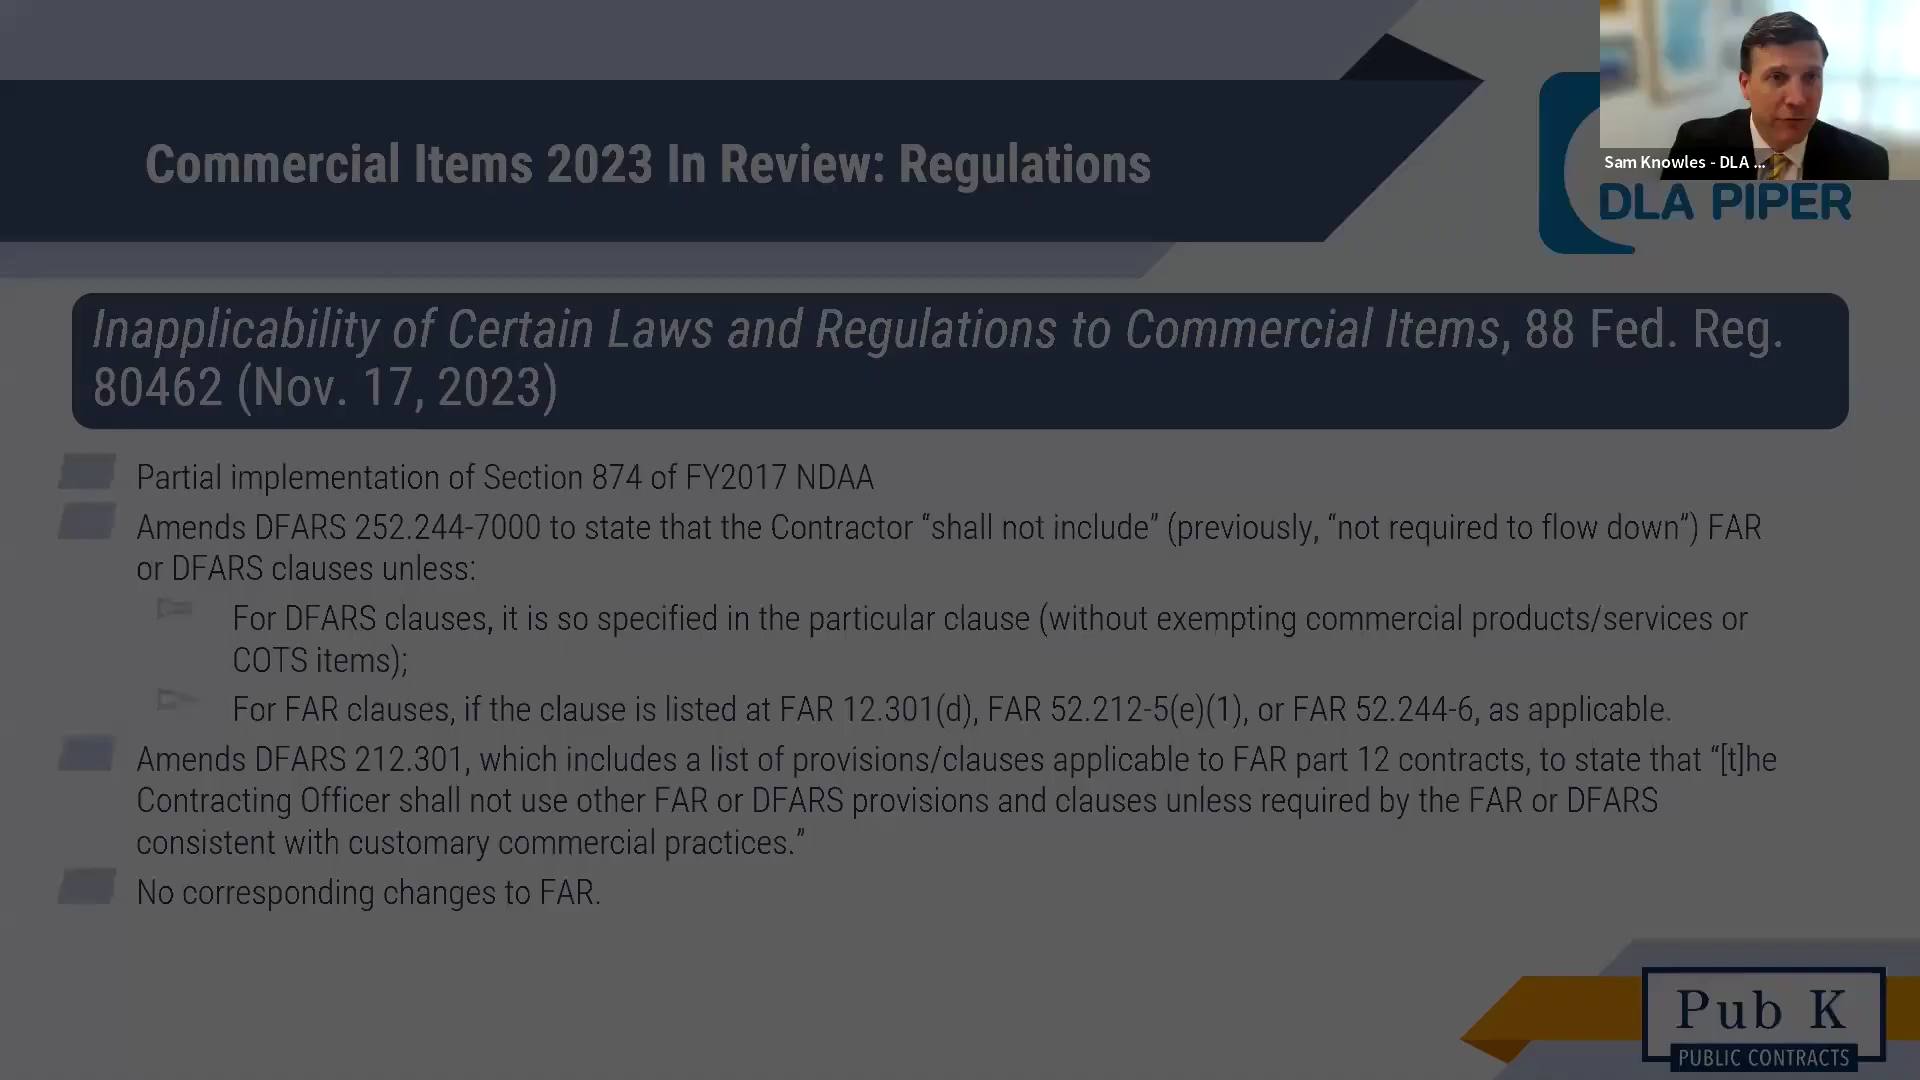 Commercial Items 2023 In Review: Regulations
Sam Knowles - DLA ...
DLA PIPER
Inapplicability of Certain Laws and Regulations to Commercial Items, 88 Fed. Reg.
80462 (Nov. 17, 2023)
Partial implementation of Section 874 of FY2017 NDAA
Amends DFARS 252.244-7000 to state that the Contractor “shall not include” (previously, “not required to flow down”) FAR
or DFARS clauses unless:
For DFARS clauses, it is so specified in the particular clause (without exempting commercial products/services or
COTS items);
For FAR clauses, if the clause is listed at FAR 12.301(d), FAR 52.212-5(e)(1), or FAR 52.244-6, as applicable.
Amends DFARS 212.301, which includes a list of provisions/clauses applicable to FAR part 12 contracts, to state that “[t]he
Contracting Officer shall not use other FAR or DFARS provisions and clauses unless required by the FAR or DFARS
consistent with customary commercial practices.”
No corresponding changes to FAR.
Pub K
PUBLIC CONTRACTS